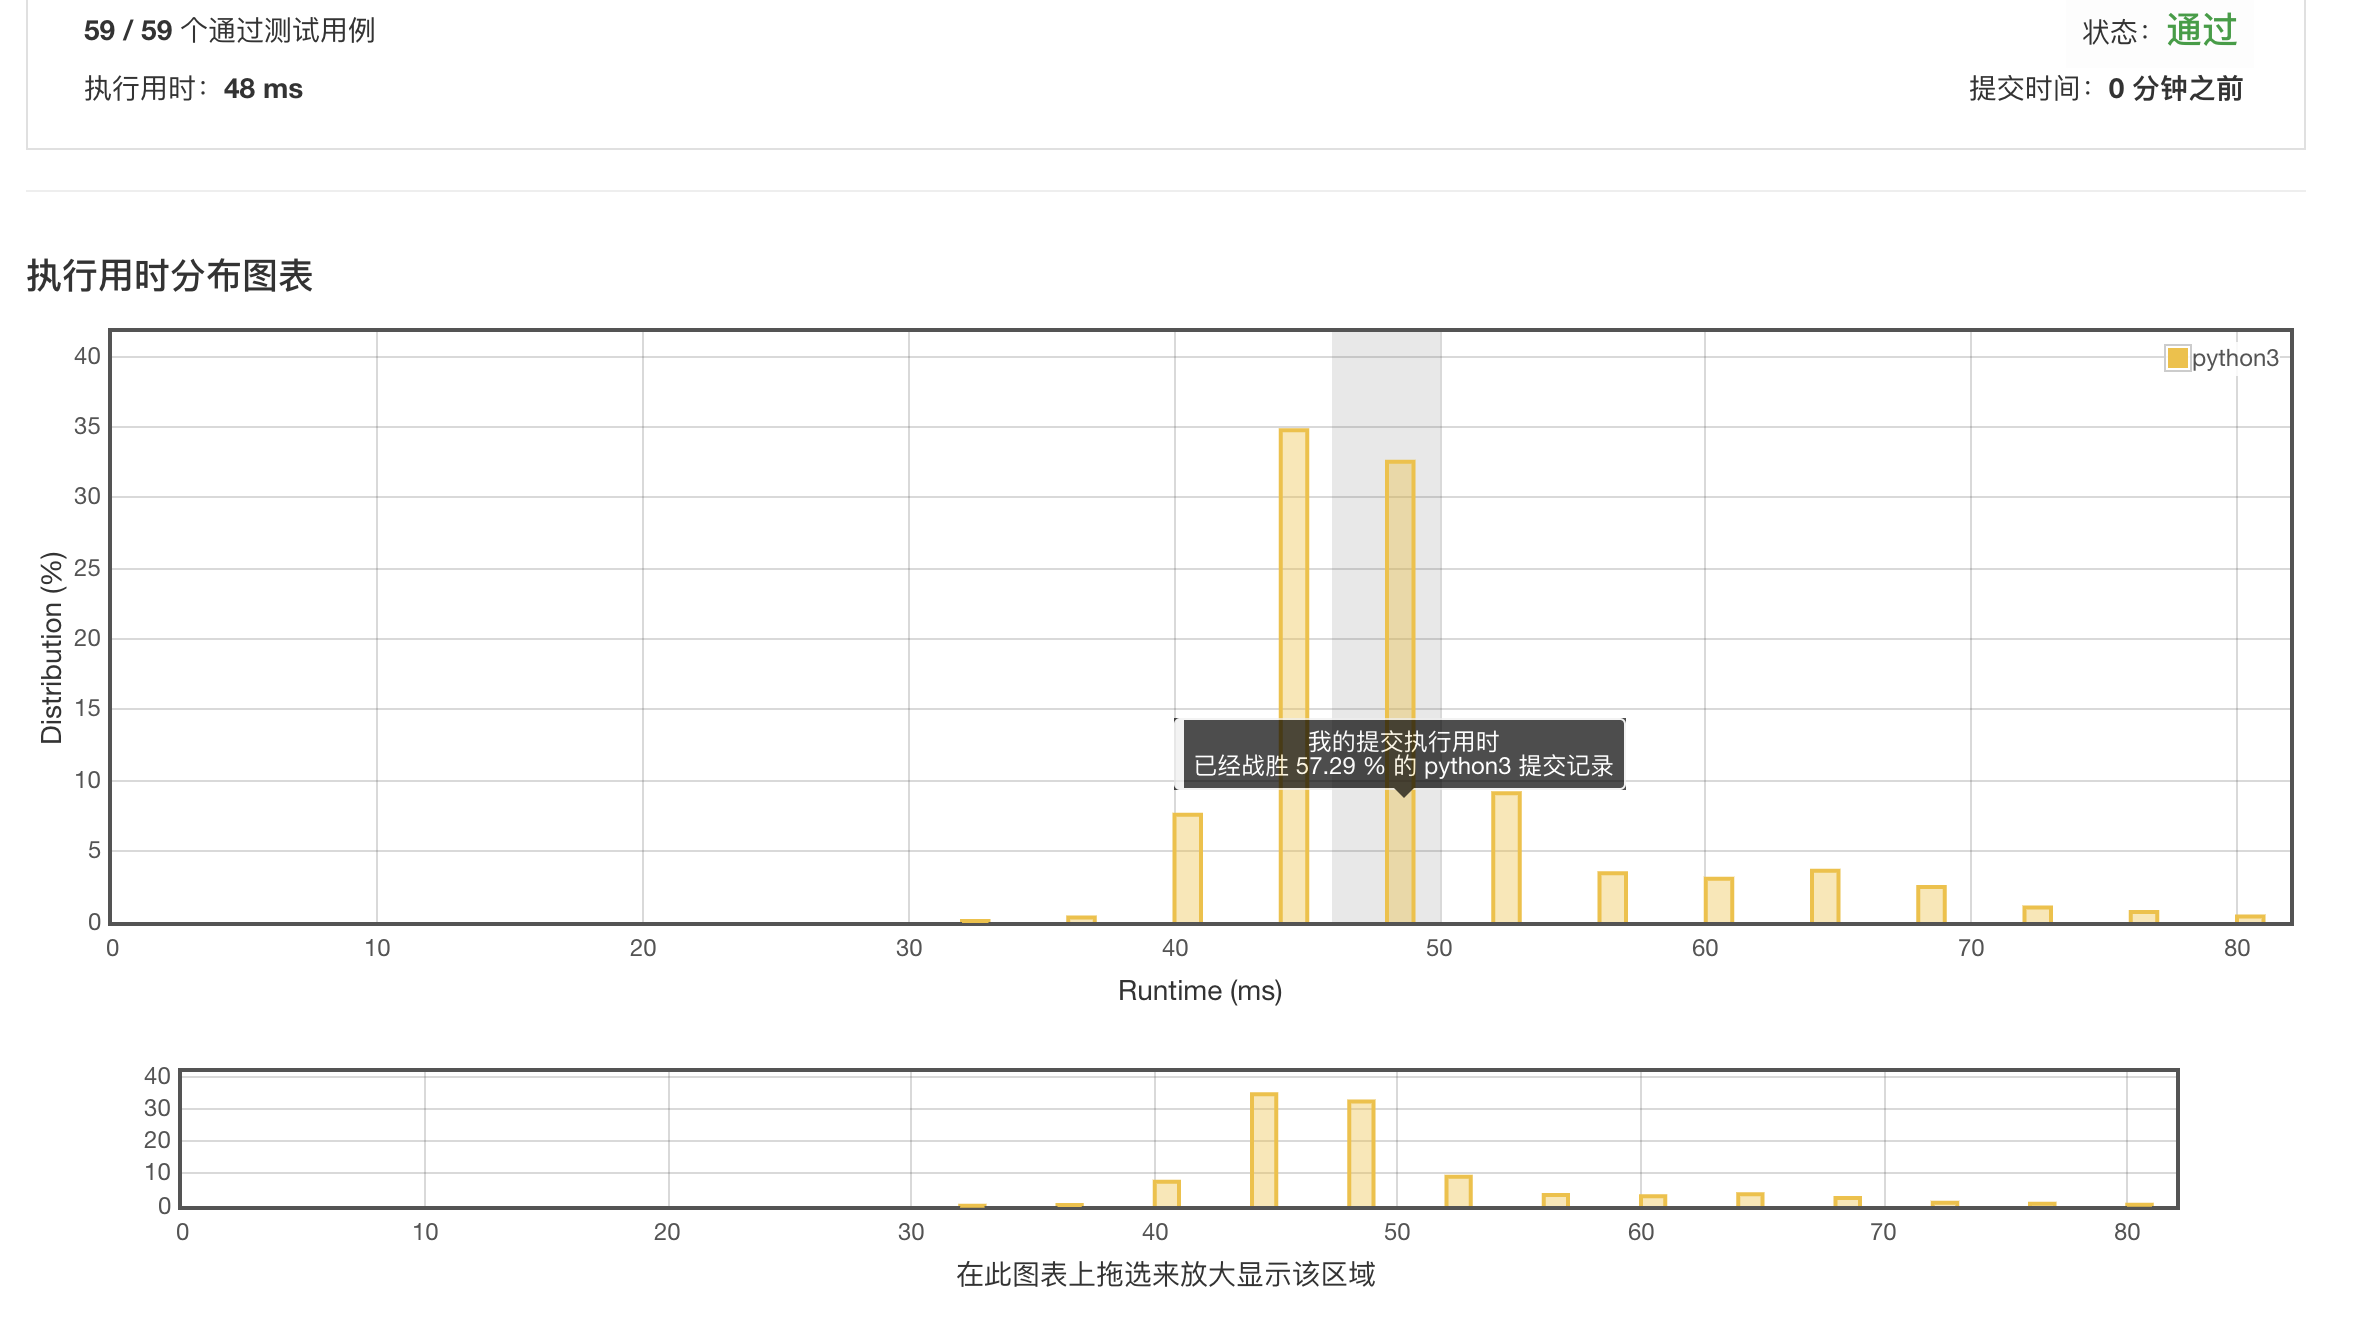 59 / 59 个通过测试用例
状态：通过
执行用时：48 ms
提交时间：0 分钟之前
执行用时分布图表
python3
40
35
30
25
20
15
10
5
0
Distribution (%)
我的提交执行用时
已经战胜 57.29 % 的 python3 提交记录
0 10 20 30 40 50 60 70 80
Runtime (ms)
40
30
20
10
0
0 10 20 30 40 50 60 70 80
在此图表上拖选来放大显示该区域